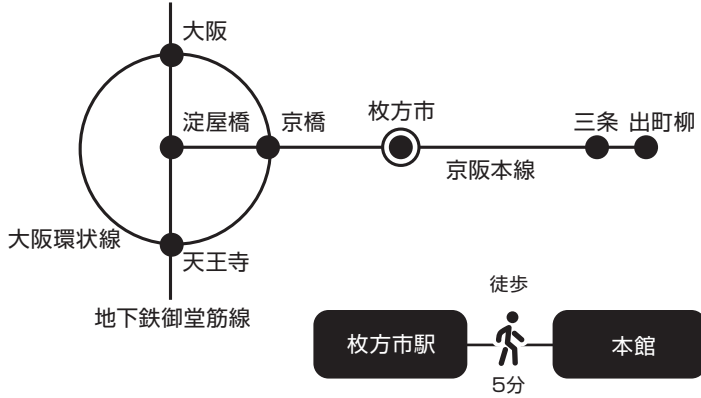 大阪
淀屋橋
京橋
枚方市
三条
出町柳
京阪本線
大阪環状線
天王寺
地下鉄御堂筋線
徒歩
枚方市駅
本館
5分